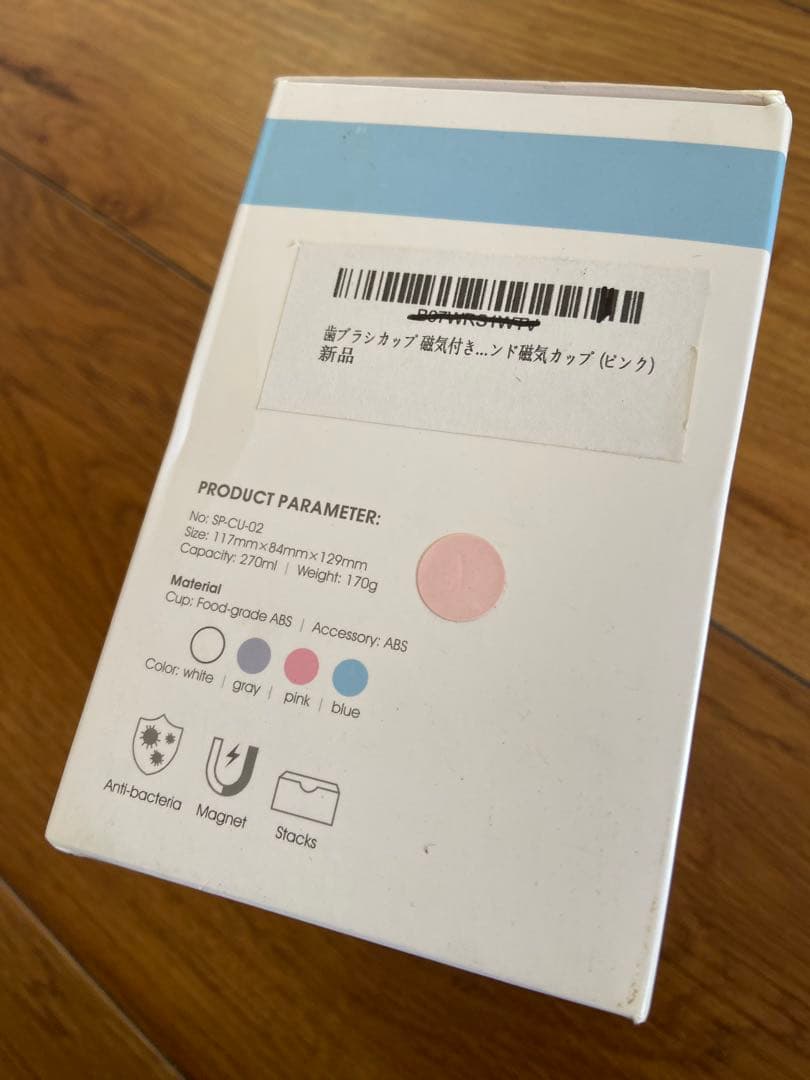 歯ブラシカップ 磁気付き...ンド磁気カップ (ピンク)
新品
PRODUCT PARAMETER:
No: SP-CU-02
Size: 117mm×84mm×129mm
Capacity: 270ml | Weight: 170g
Material
Cup: Food-grade ABS | Accessory: ABS
Color: white | gray | pink | blue
Anti-bacteria
Magnet
Stacks